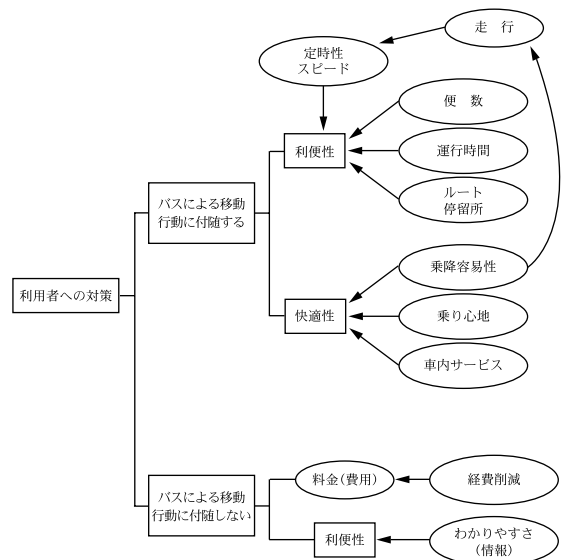 走 行
定時性
スピード
便 数
利便性
運行時間
ルート
停留所
バスによる移動
行動に付随する
乗降容易性
利用者への対策
快適性
乗り心地
車内サービス
バスによる移動
行動に付随しない
料金(費用)
経費削減
利便性
わかりやすさ
(情報)